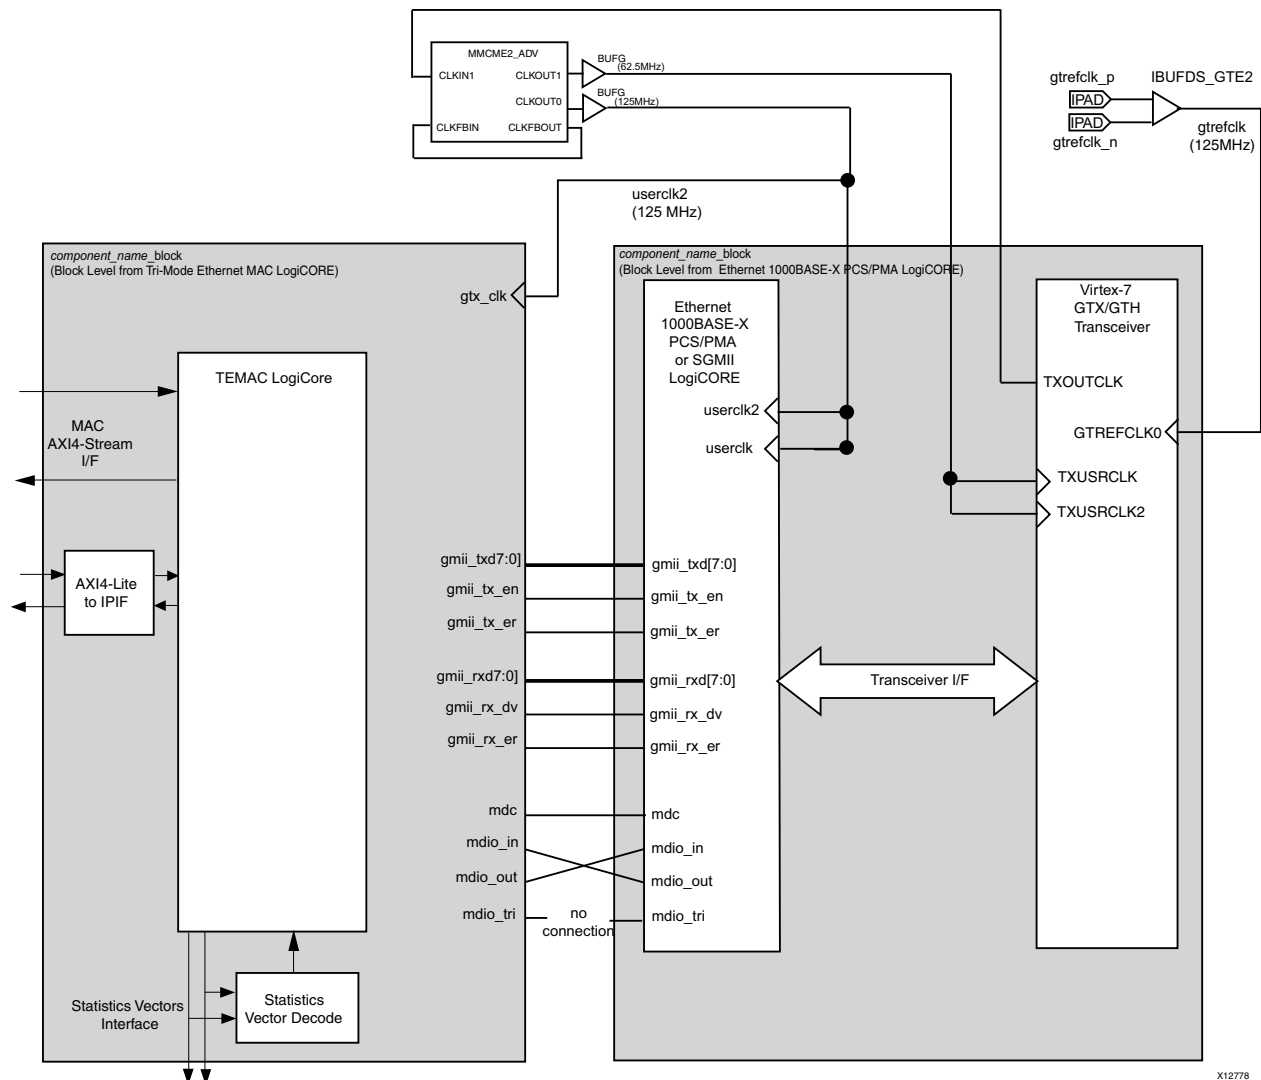 MMCME2_ADV
CLKIN1
CLKOUT1
CLKOUT0
CLKFBIN
CLKFBOUT
BUFG
(62.5MHz)
BUFG
(125MHz)
gtrefclk_p
IPAD
IPAD
gtrefclk_n
IBUFDS_GTE2
gtrefclk
(125MHz)
userclk2
(125 MHz)
component_name_block
(Block Level from Tri-Mode Ethernet MAC LogiCORE)
gtx_clk
TEMAC LogiCore
MAC
AXI4-Stream
I/F
AXI4-Lite
to IPIF
gmii_txd7:0]
gmii_tx_en
gmii_tx_er
gmii_rxd7:0]
gmii_rx_dv
gmii_rx_er
mdc
mdio_in
mdio_out
mdio_tri
Statistics Vectors
Interface
Statistics
Vector Decode
no
connection
component_name_block
(Block Level from Ethernet 1000BASE-X PCS/PMA LogiCORE)
Ethernet
1000BASE-X
PCS/PMA
or SGMII
LogiCORE
userclk2
userclk
gmii_txd[7:0]
gmii_tx_en
gmii_tx_er
gmii_rxd[7:0]
gmii_rx_dv
gmii_rx_er
mdc
mdio_in
mdio_out
mdio_tri
Transceiver I/F
Virtex-7
GTX/GTH
Transceiver
TXOUTCLK
GTREFCLK0
TXUSRCLK
TXUSRCLK2
X12778